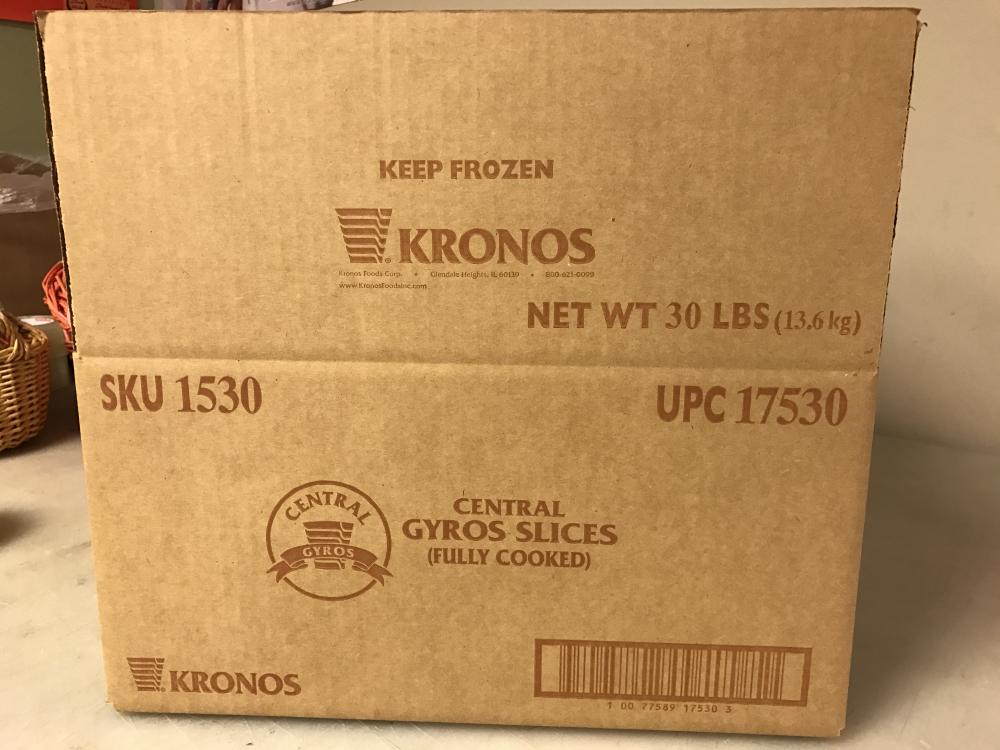 KEEP FROZEN
KRONOS
Kronos Foods Corp. • Glendale Heights, IL 60139 • 800-621-0099
www.KronosFoodsInc.com
NET WT 30 LBS (13.6 kg)
SKU 1530
UPC 17530
CENTRAL
GYROS
CENTRAL
GYROS SLICES
(FULLY COOKED)
KRONOS
1 00 77589 17530 3